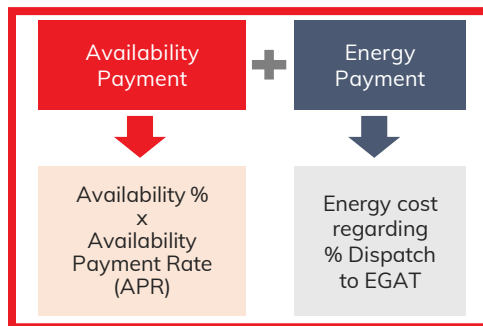 Availability
Payment
Energy
Payment
Availability %
x
Availability
Payment Rate
(APR)
Energy cost
regarding
% Dispatch
to EGAT